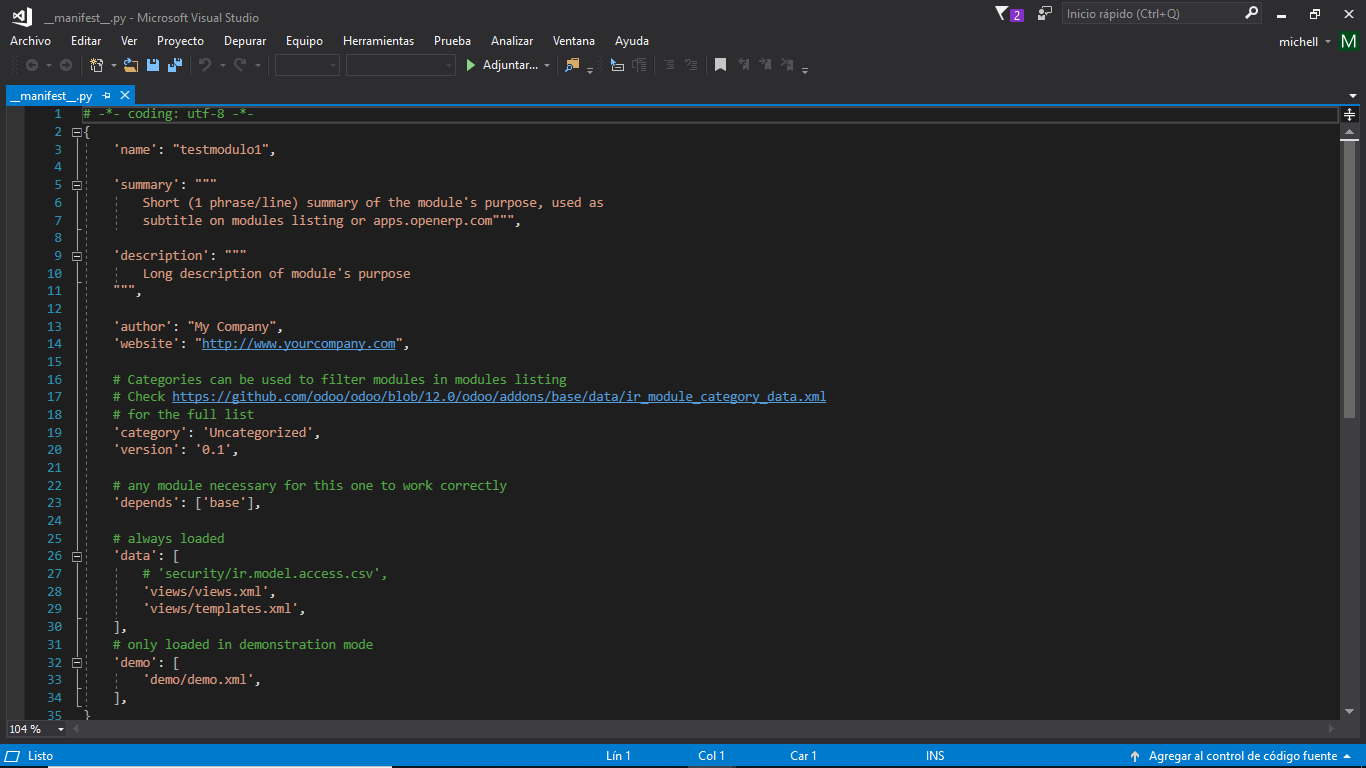 __manifest__.py - Microsoft Visual Studio
2
Inicio rápido (Ctrl+Q)
Archivo Editar Ver Proyecto Depurar Equipo Herramientas Prueba Analizar Ventana Ayuda
michell M
Adjuntar...
__manifest__.py
1 # -*- coding: utf-8 -*-
2 {
3 'name': "testmodulo1",
4
5 'summary': """
6 Short (1 phrase/line) summary of the module's purpose, used as
7 subtitle on modules listing or apps.openerp.com""",
8
9 'description': """
10 Long description of module's purpose
11 """,
12
13 'author': "My Company",
14 'website': "http://www.yourcompany.com",
15
16 # Categories can be used to filter modules in modules listing
17 # Check https://github.com/odoo/odoo/blob/12.0/odoo/addons/base/data/ir_module_category_data.xml
18 # for the full list
19 'category': 'Uncategorized',
20 'version': '0.1',
21
22 # any module necessary for this one to work correctly
23 'depends': ['base'],
24
25 # always loaded
26 'data': [
27 # 'security/ir.model.access.csv',
28 'views/views.xml',
29 'views/templates.xml',
30 ],
31 # only loaded in demonstration mode
32 'demo': [
33 'demo/demo.xml',
34 ],
35 }
104 %
Listo Lín 1 Col 1 Car 1 INS Agregar al control de código fuente